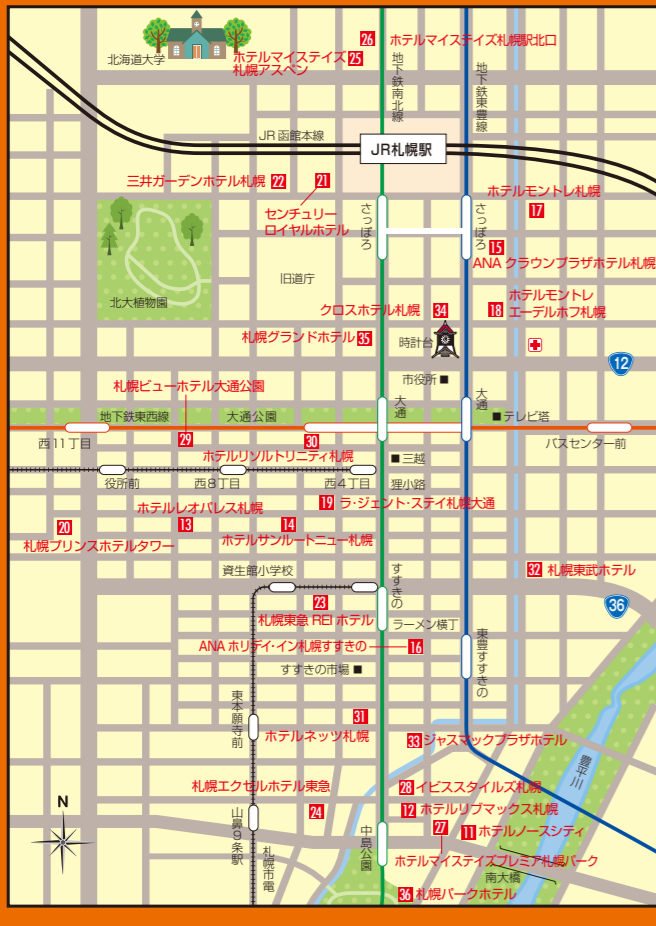 26 ホテルマイステイズ札幌駅北口
北海道大学
ホテルマイステイズ 25
札幌アスペン
地下鉄南北線
地下鉄東豊線
JR函館本線
JR札幌駅
三井ガーデンホテル札幌 22
21
センチュリー
ロイヤルホテル
さっぽろ
さっぽろ
ホテルモントレ札幌
17
15
ANAクラウンプラザホテル札幌
北大植物園
旧道庁
クロスホテル札幌 34
18 ホテルモントレ
エーデルホフ札幌
札幌グランドホテル 35
時計台
12
市役所■
札幌ビューホテル大通公園
大通
大通
■テレビ塔
地下鉄東西線
大通公園
西11丁目
29
30
バスセンター前
ホテルリソルトリニティ札幌
■三越
役所前
西8丁目
西4丁目
狸小路
ホテルレオパレス札幌
19 ラ・ジェント・ステイ札幌大通
20
札幌プリンスホテルタワー
13
14
ホテルサンルートニュー札幌
資生館小学校
すすきの
32 札幌東武ホテル
23
札幌東急REIホテル
36
ラーメン横丁
ANAホリデイ・イン札幌すすきの 16
すすきの市場■
東豊すすきの
東本願寺前
31
ホテルネッツ札幌
33 ジャスマックプラザホテル
豊平川
札幌エクセルホテル東急
28 イビススタイルズ札幌
N
24
12 ホテルリブマックス札幌
山鼻9条駅
中島公園
27
11 ホテルノースシティ
札幌市電
ホテルマイステイズプレミア札幌パーク
南大橋
36 札幌パークホテル